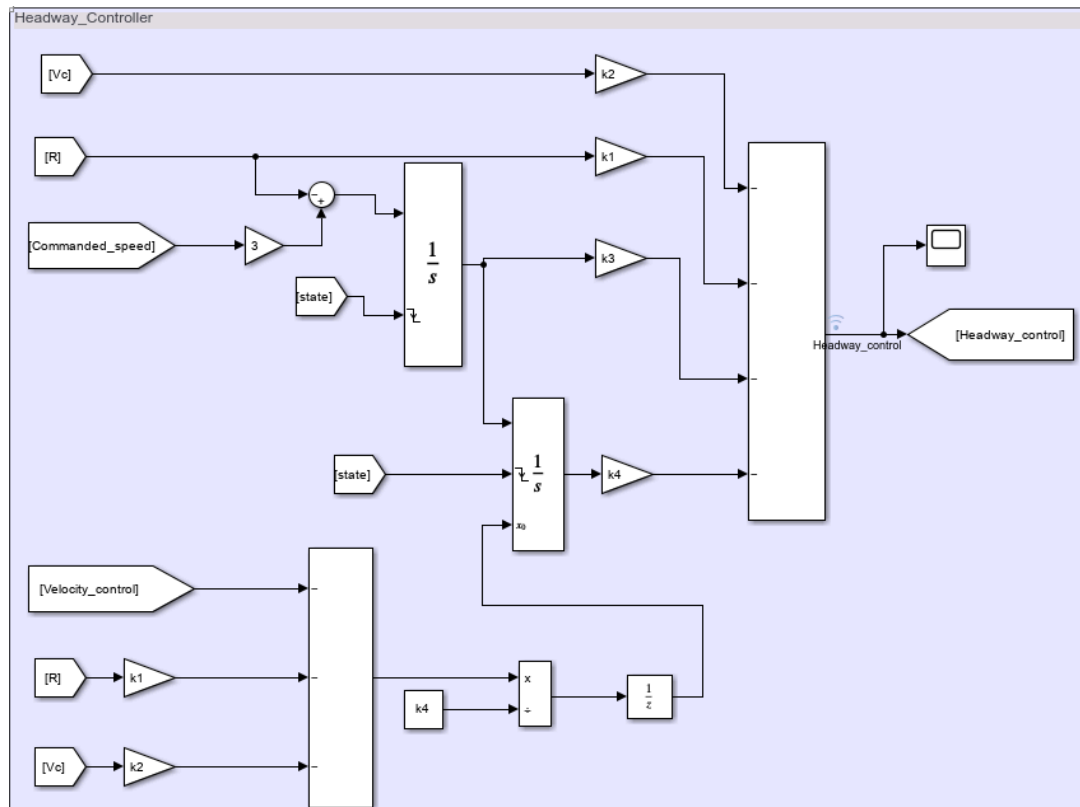 Headway_Controller
[Vc]
k2
[R]
k1
-
+
[Commanded_speed]
3
1
s
[state]
k3
-
-
-
-
Headway_control
[Headway_control]
[state]
1
s
x₀
k4
[Velocity_control]
-
[R]
k1
-
k4
x
÷
1
z
[Vc]
k2
-